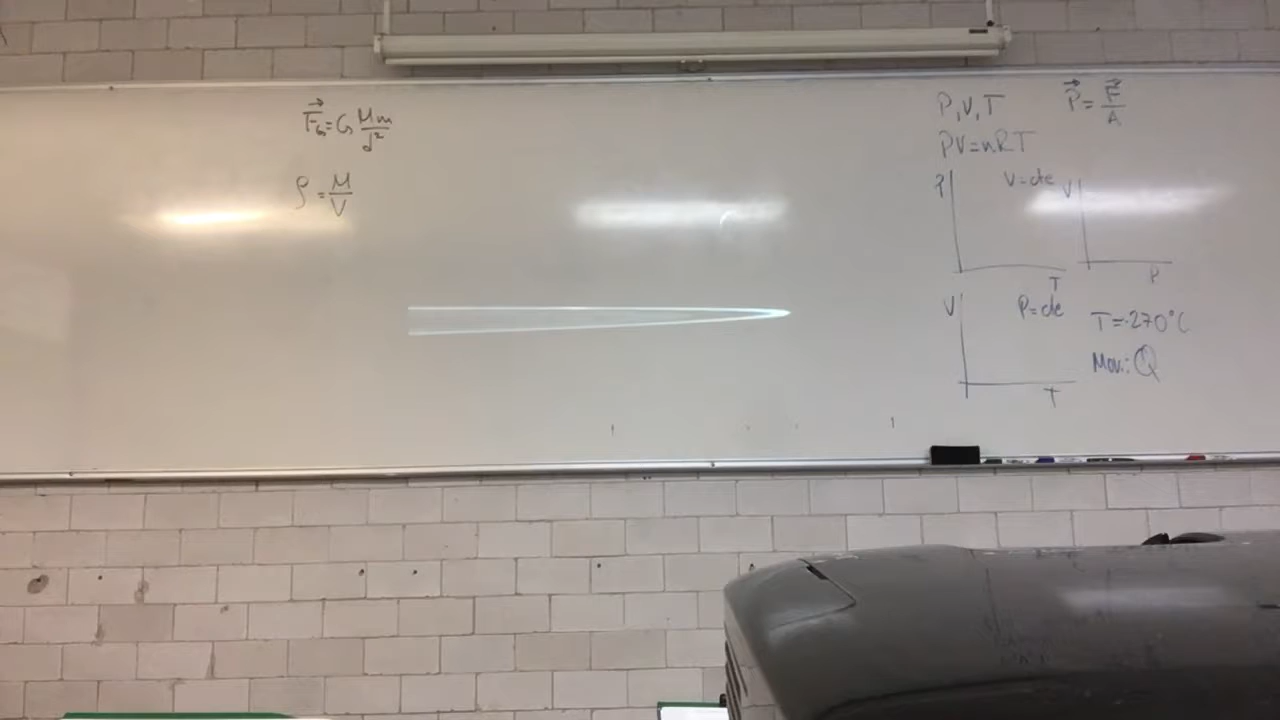 F⃗G = G Mm/d²
ρ = M/V
P, V, T
P⃗ = F⃗/A
PV = nRT
P
V = cte
T
V
P
V
P = cte
T
T = -270°C
Mov: Q